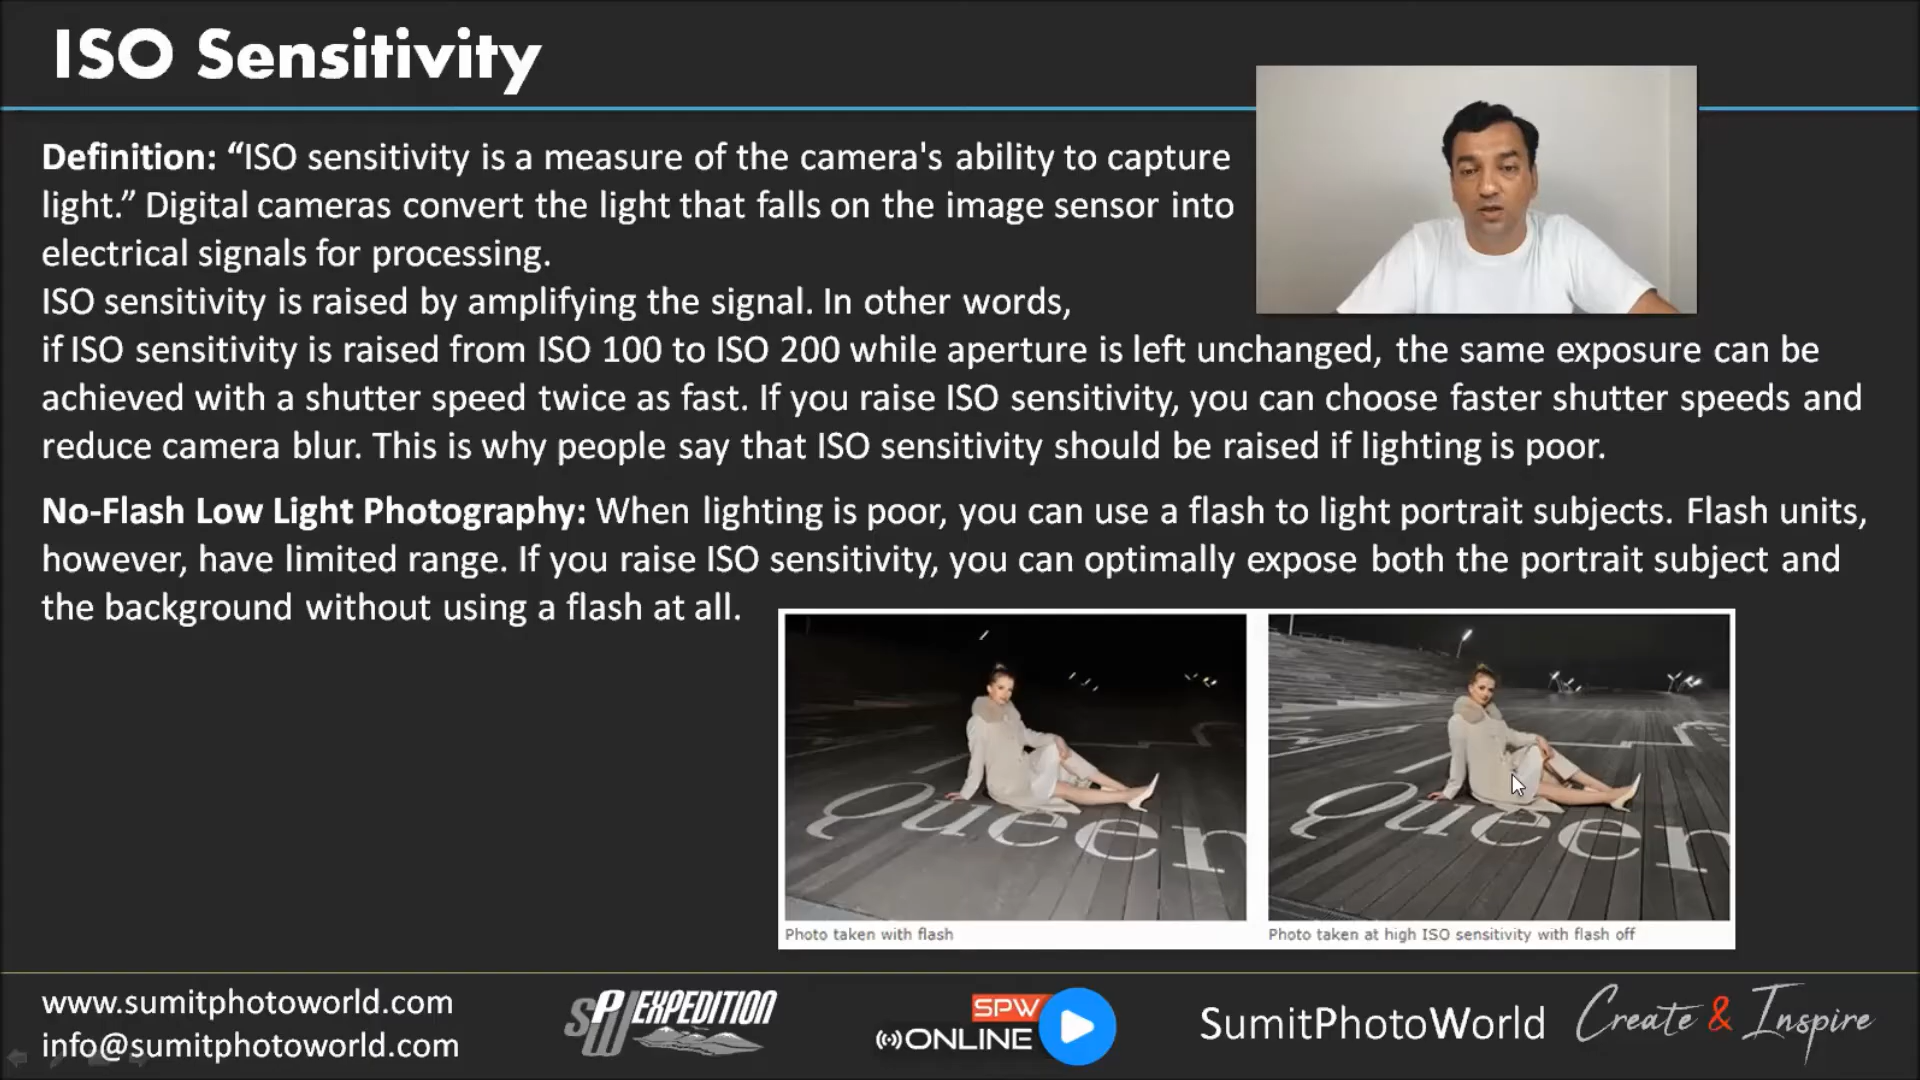 ISO Sensitivity
Definition: “ISO sensitivity is a measure of the camera's ability to capture
light.” Digital cameras convert the light that falls on the image sensor into
electrical signals for processing.
ISO sensitivity is raised by amplifying the signal. In other words,
if ISO sensitivity is raised from ISO 100 to ISO 200 while aperture is left unchanged, the same exposure can be
achieved with a shutter speed twice as fast. If you raise ISO sensitivity, you can choose faster shutter speeds and
reduce camera blur. This is why people say that ISO sensitivity should be raised if lighting is poor.
No-Flash Low Light Photography: When lighting is poor, you can use a flash to light portrait subjects. Flash units,
however, have limited range. If you raise ISO sensitivity, you can optimally expose both the portrait subject and
the background without using a flash at all.
Queen
Queen
Photo taken with flash
Photo taken at high ISO sensitivity with flash off
www.sumitphotoworld.com
info@sumitphotoworld.com
SPW EXPEDITION
SPW
ONLINE
SumitPhotoWorld
Create & Inspire